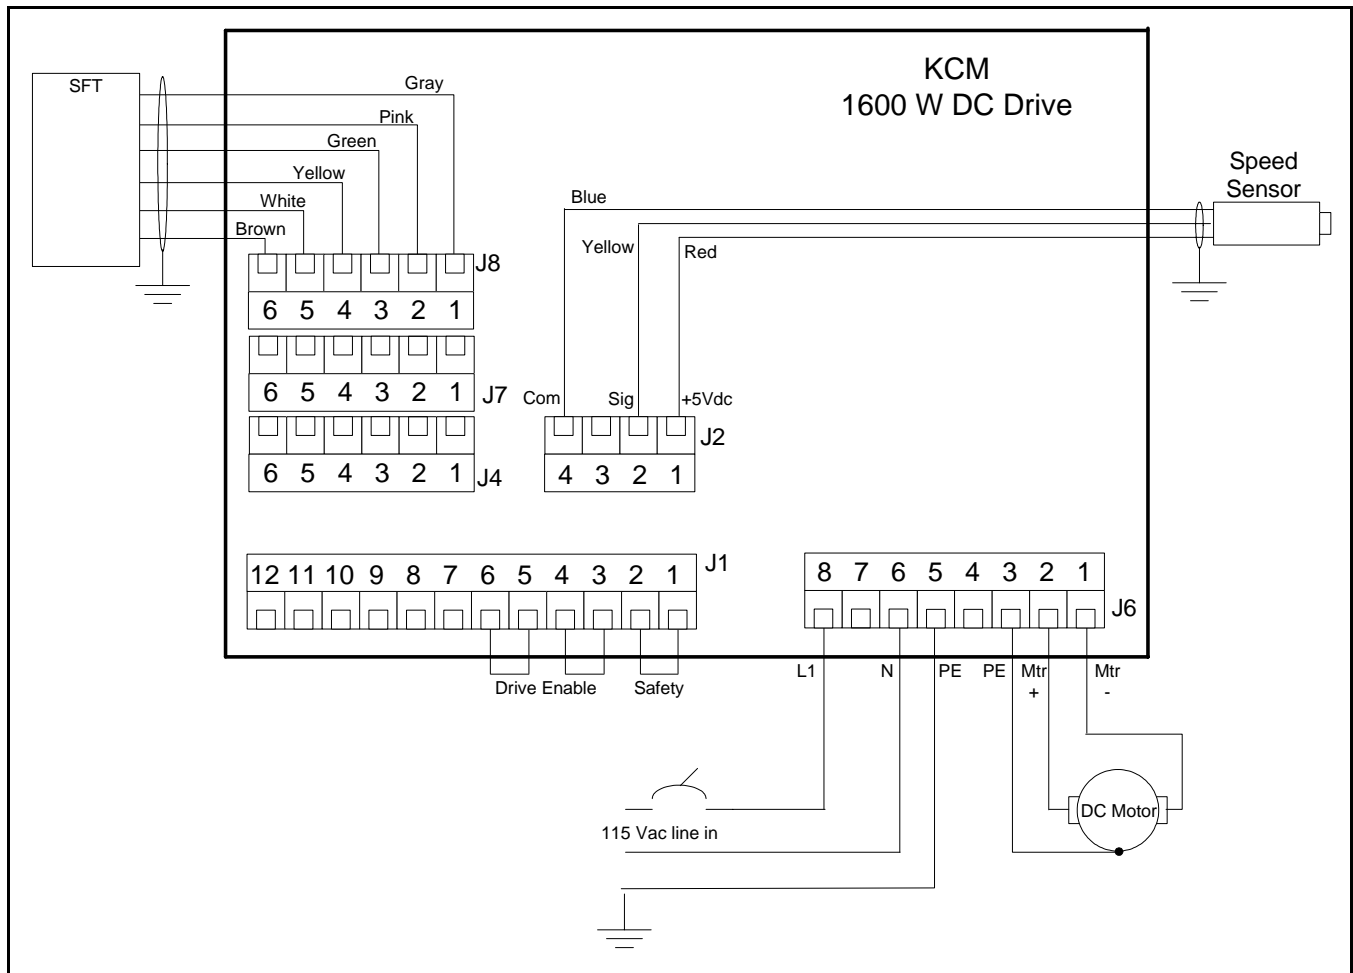 KCM
1600 W DC Drive
SFT
Gray
Pink
Green
Yellow
White
Brown
J8
6 5 4 3 2 1
6 5 4 3 2 1
J7
6 5 4 3 2 1
J4
Speed
Sensor
Blue
Yellow
Red
Com
Sig
+5Vdc
J2
4 3 2 1
J1
12 11 10 9 8 7 6 5 4 3 2 1
Drive Enable
Safety
8 7 6 5 4 3 2 1
J6
L1
N
PE
PE
Mtr
+
Mtr
-
DC Motor
115 Vac line in